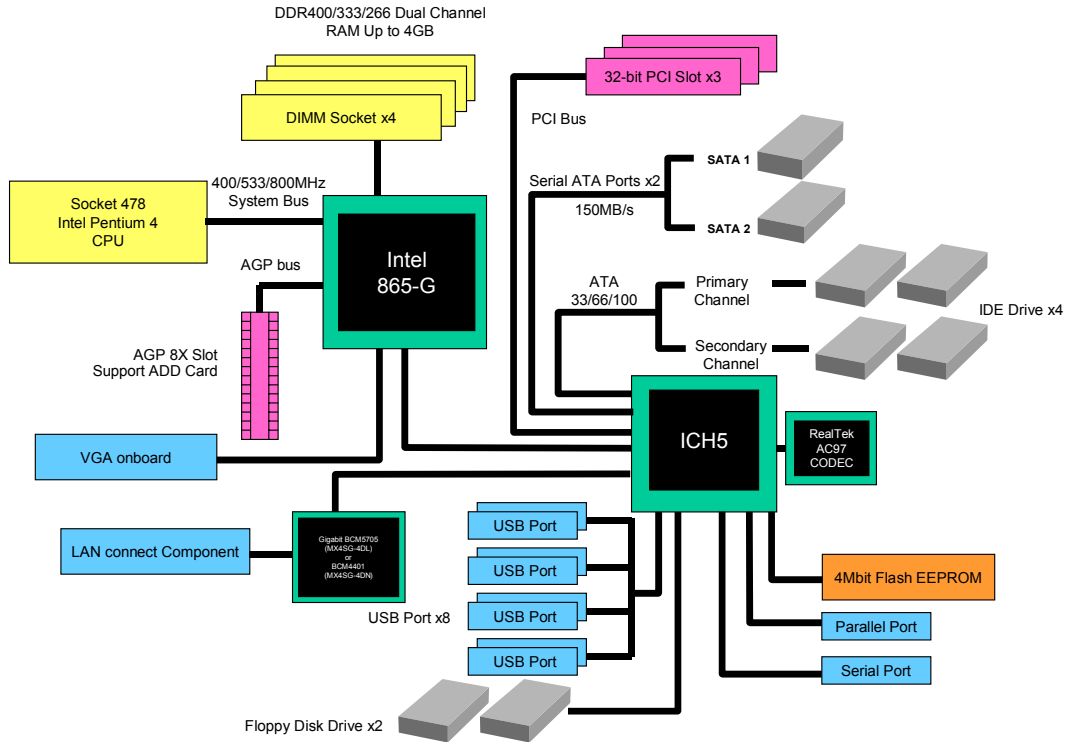 DDR400/333/266 Dual Channel
RAM Up to 4GB
DIMM Socket x4
32-bit PCI Slot x3
PCI Bus
SATA 1
Serial ATA Ports x2
150MB/s
SATA 2
400/533/800MHz
System Bus
Socket 478
Intel Pentium 4
CPU
Intel
865-G
AGP bus
ATA
33/66/100
Primary
Channel
IDE Drive x4
Secondary
Channel
AGP 8X Slot
Support ADD Card
ICH5
RealTek
AC97
CODEC
VGA onboard
LAN connect Component
Gigabit BCM5705
(MX4SG-4DL)
or
BCM4401
(MX4SG-4DN)
USB Port
USB Port
USB Port
USB Port
USB Port x8
4Mbit Flash EEPROM
Parallel Port
Serial Port
Floppy Disk Drive x2